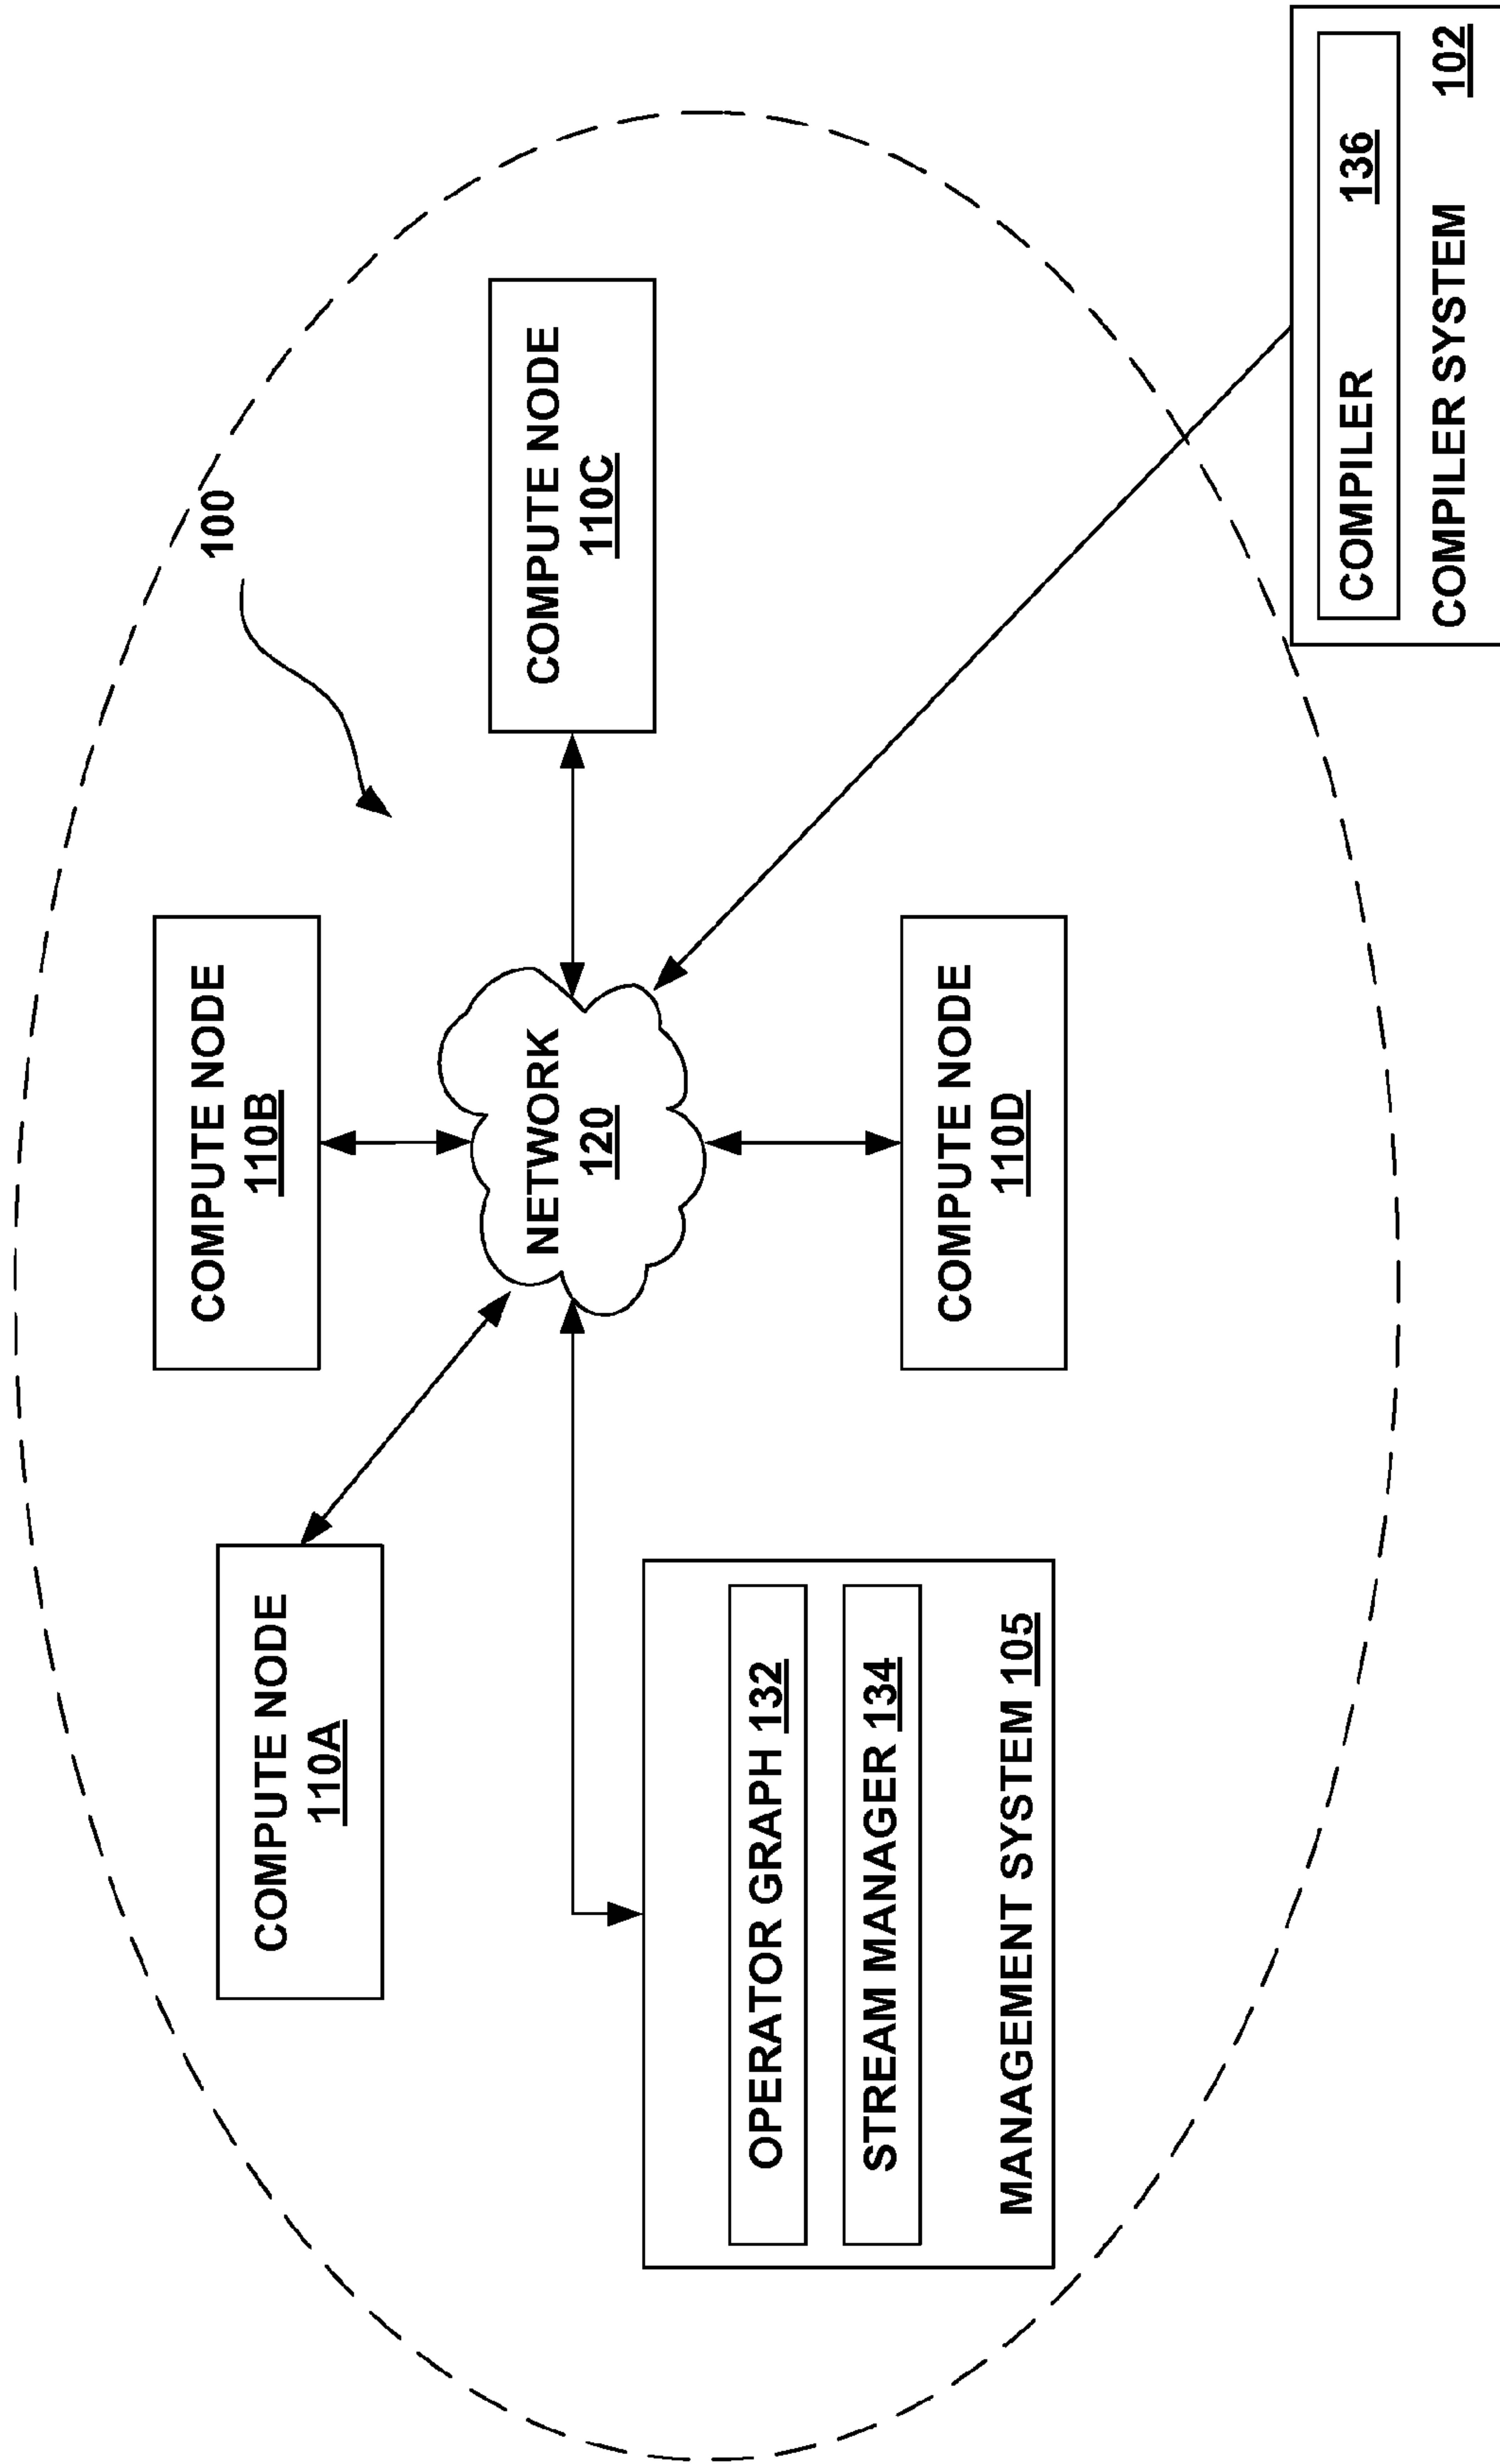 100
COMPUTE NODE
110B
COMPUTE NODE
110A
COMPUTE NODE
110C
NETWORK
120
OPERATOR GRAPH 132
STREAM MANAGER 134
MANAGEMENT SYSTEM 105
COMPUTE NODE
110D
COMPILER 136
COMPILER SYSTEM 102